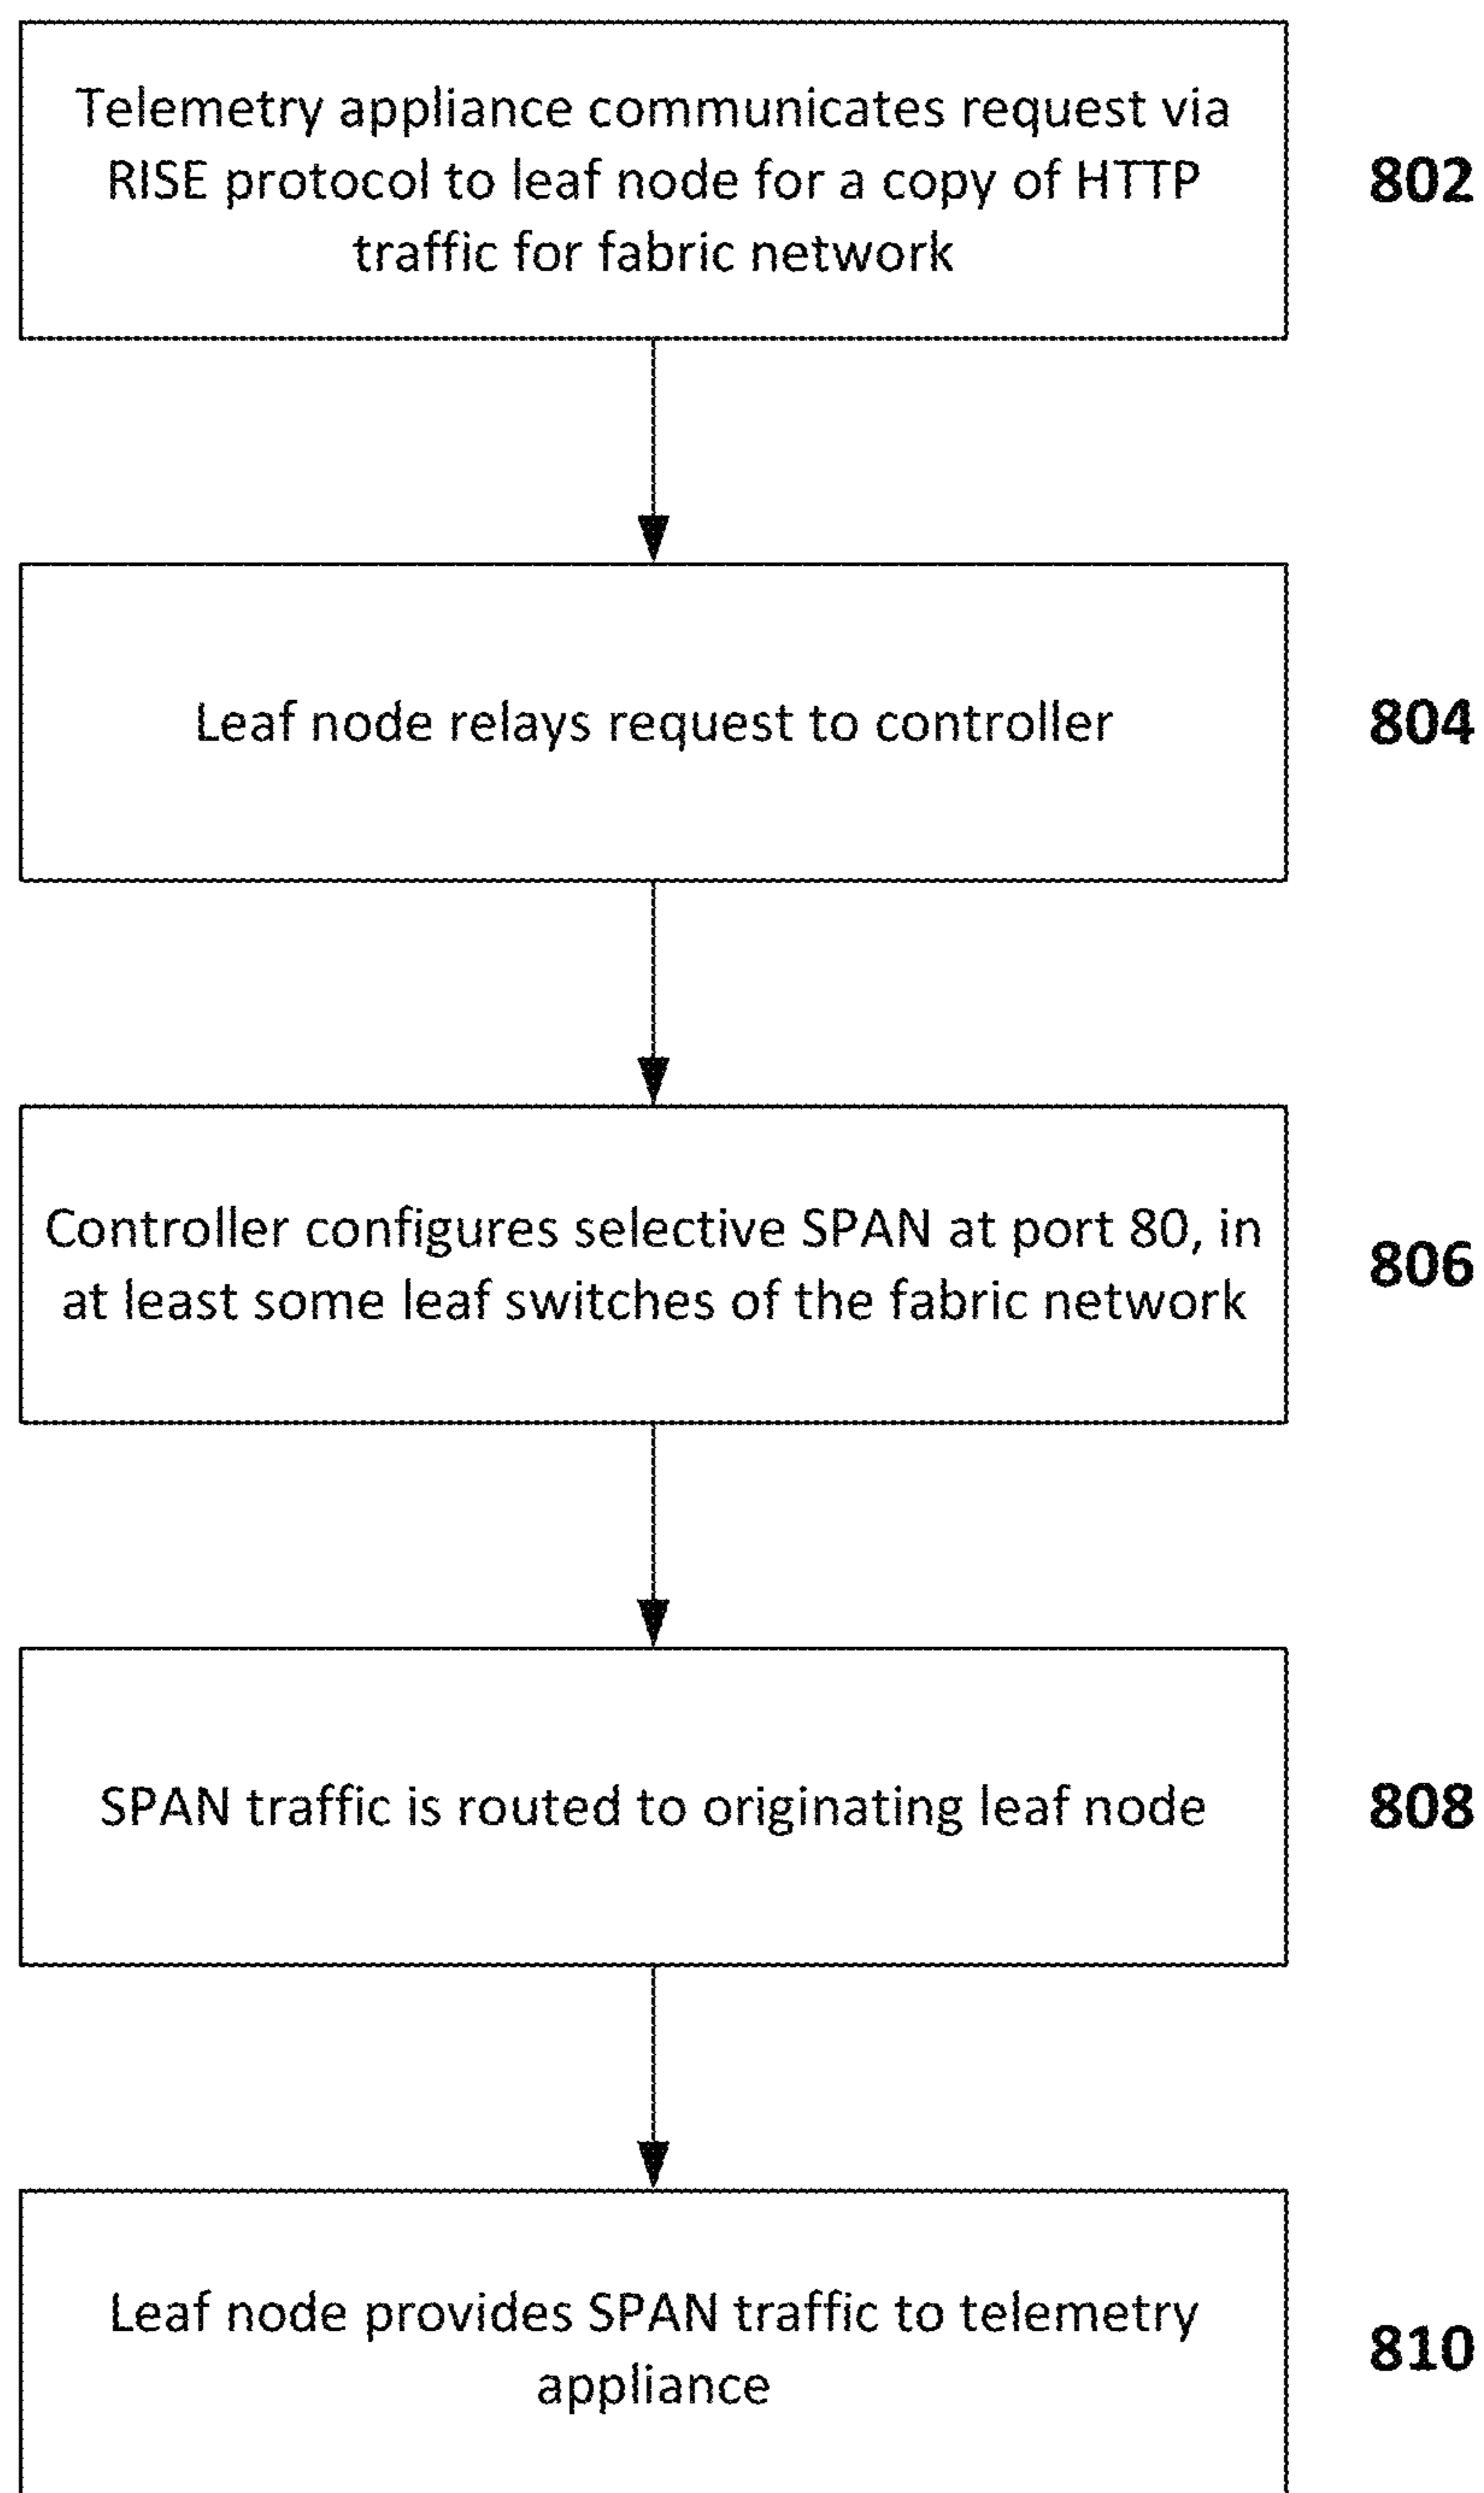 Telemetry appliance communicates request via
RISE protocol to leaf node for a copy of HTTP
traffic for fabric network
802
Leaf node relays request to controller
804
Controller configures selective SPAN at port 80, in
at least some leaf switches of the fabric network
806
SPAN traffic is routed to originating leaf node
808
Leaf node provides SPAN traffic to telemetry
appliance
810